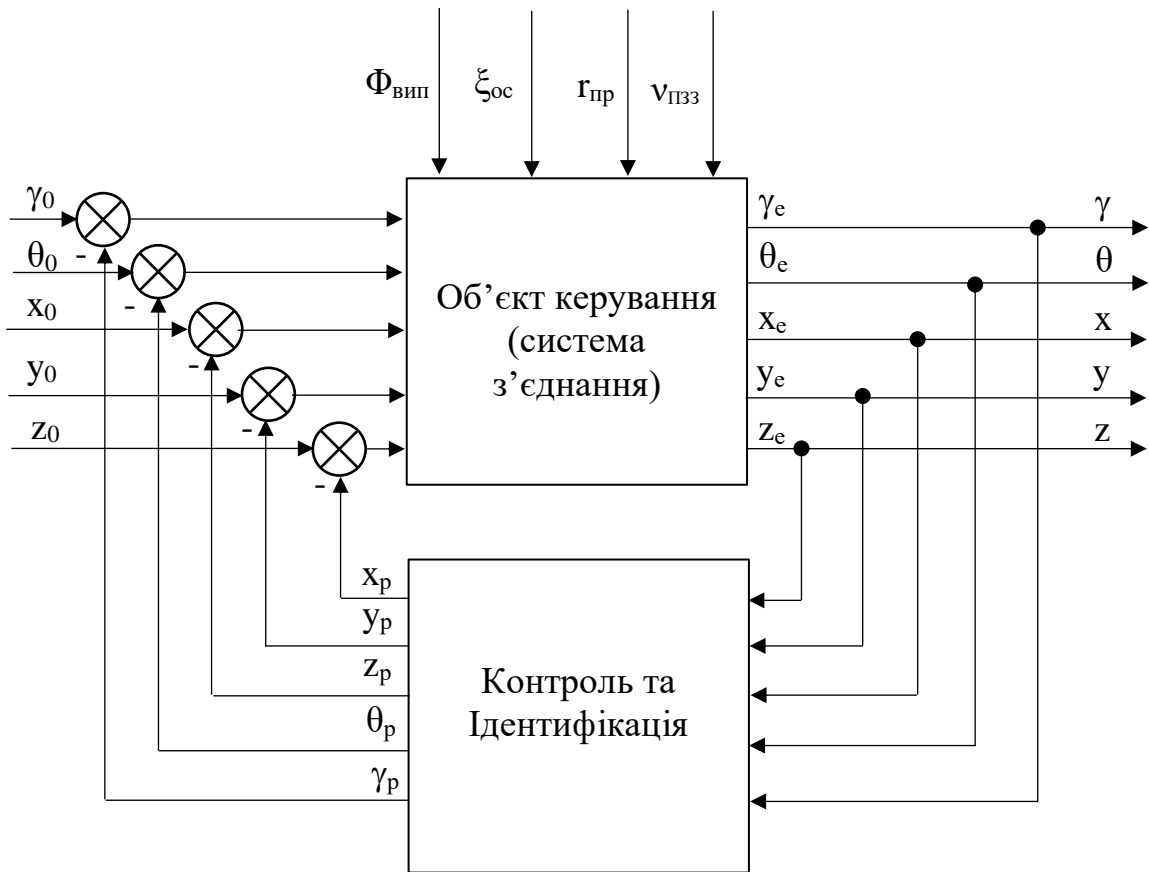 Φвип ξос rпр νПЗЗ
γ0 γe γ
-
θ0 θe θ
-
x0 xe x
-
y0 ye y
-
z0 ze z
-
Об’єкт керування
(система
з’єднання)
xp
yp
zp
θp
γp
Контроль та
Ідентифікація